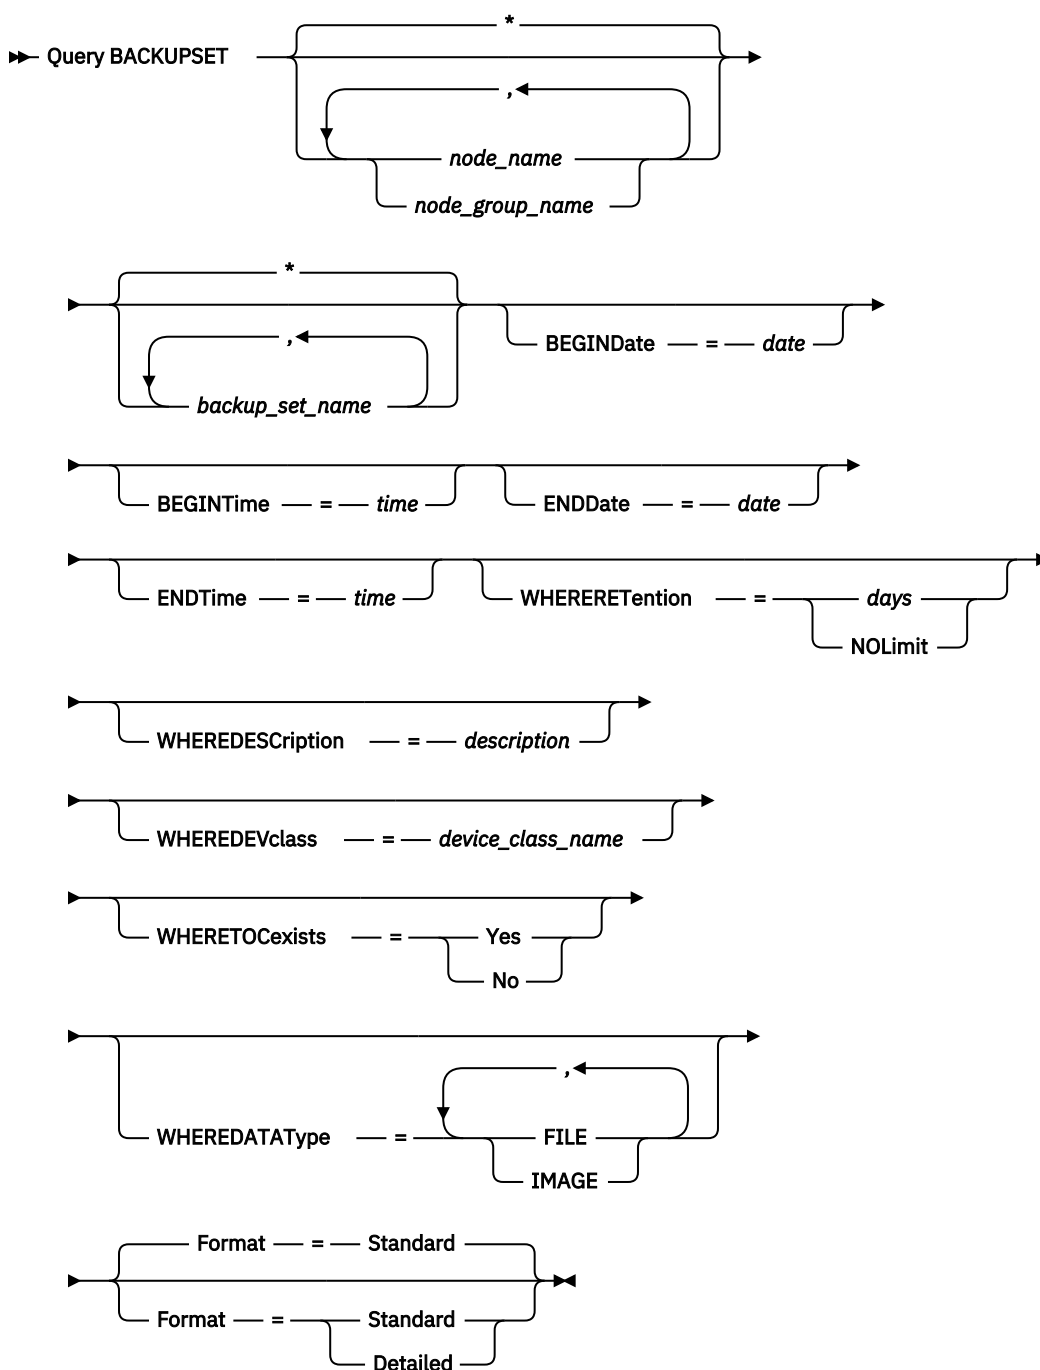 *
Query BACKUPSET
,
node_name
node_group_name
*
,
backup_set_name
BEGINDate = date
BEGINTime = time ENDDate = date
ENDTime = time WHERERETention = days
NOLimit
WHEREDESCription = description
WHEREDEVclass = device_class_name
WHERETOCexists = Yes
No
,
WHEREDATAType = FILE
IMAGE
Format = Standard
Format = Standard
Detailed